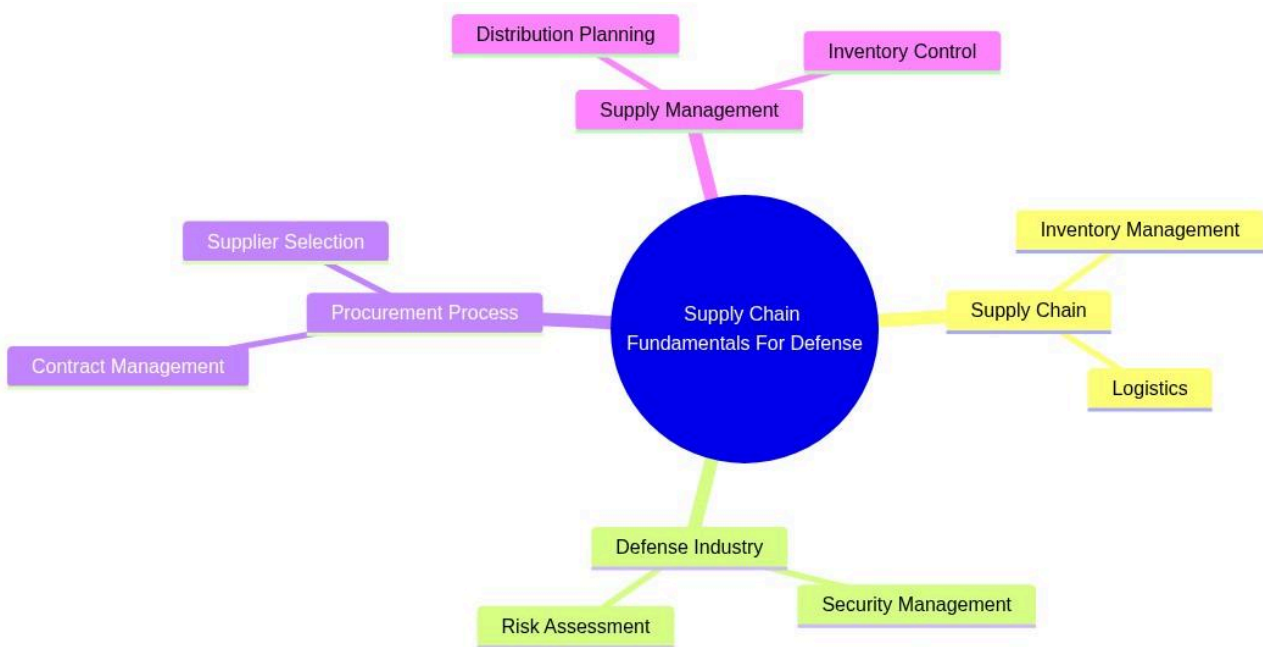 Distribution Planning
Inventory Control
Supply Management
Supplier Selection
Inventory Management
Procurement Process
Supply Chain
Fundamentals For Defense
Supply Chain
Contract Management
Logistics
Defense Industry
Security Management
Risk Assessment